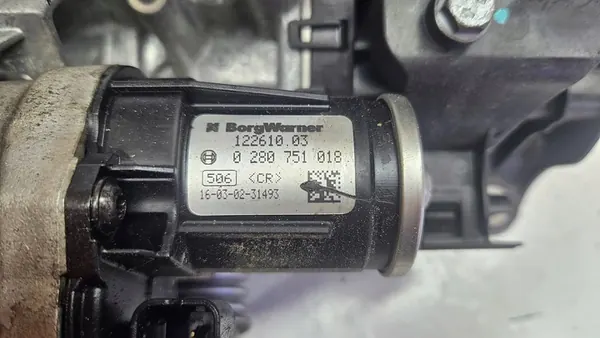 BorgWarner
122610.03
0 280 751 018
506 <CR>
16-03-02-31493